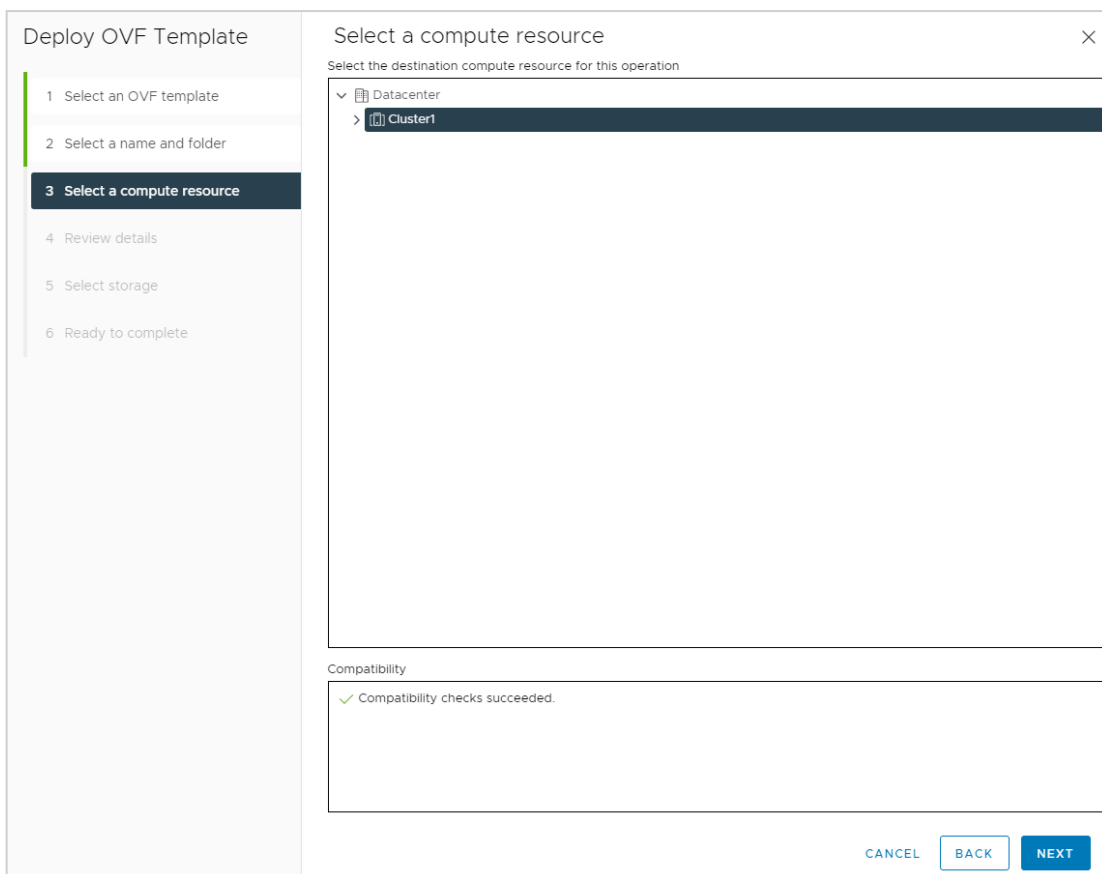 Deploy OVF Template
1 Select an OVF template
2 Select a name and folder
3 Select a compute resource
4 Review details
5 Select storage
6 Ready to complete
Select a compute resource
Select the destination compute resource for this operation
Datacenter
Cluster1
Compatibility
Compatibility checks succeeded.
CANCEL BACK NEXT